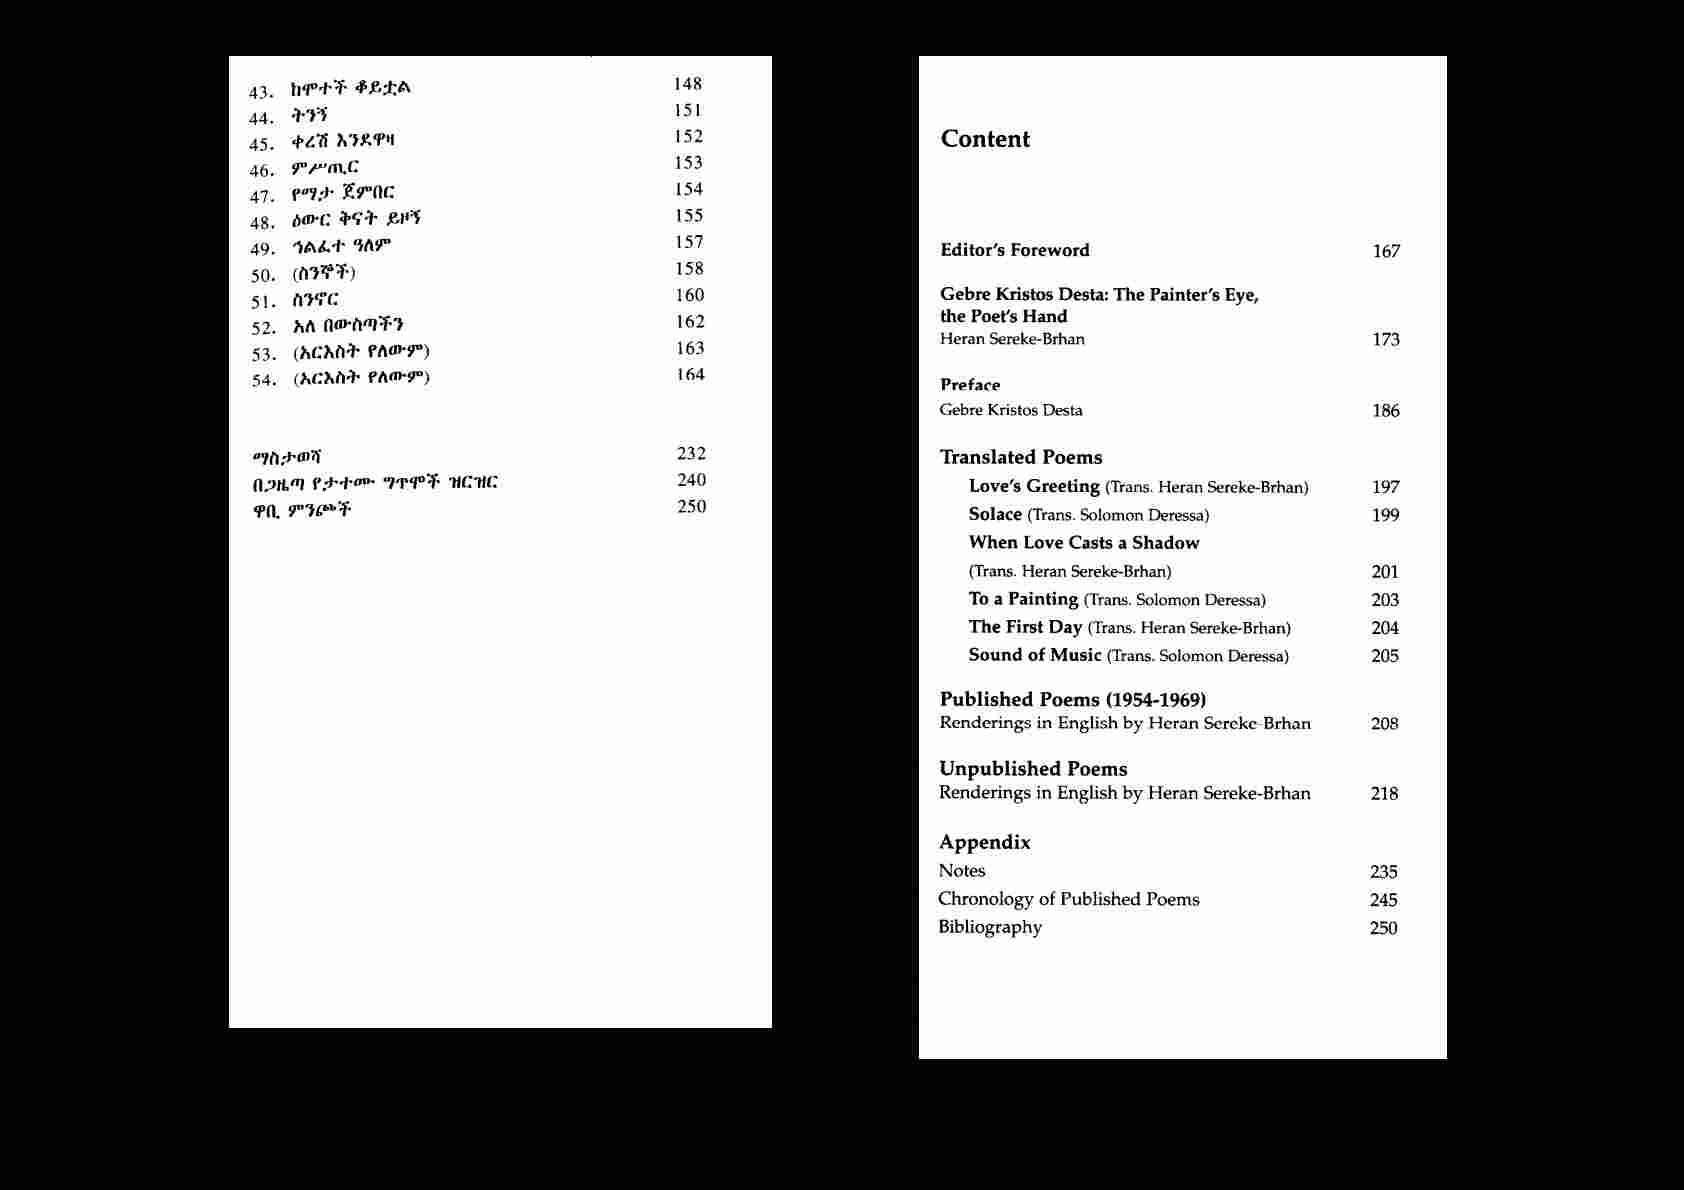 43. ከሞተች ቆይቷል 148
44. ትንኝ 151
45. ቀረሽ እንደዋዛ 152
46. ምሥጢር 153
47. የማታ ጀምበር 154
48. ዕውር ቅናት ይዞኝ 155
49. ኀልፈተ ዓለም 157
50. (ስንኞች) 158
51. ስንኖር 160
52. አለ በውስጣችን 162
53. (አርእስት የለውም) 163
54. (አርእስት የለውም) 164
ማስታወሻ 232
በጋዜጣ የታተሙ ግጥሞች ዝርዝር 240
ዋቢ ምንጮች 250
Content
Editor's Foreword 167
Gebre Kristos Desta: The Painter's Eye,
the Poet's Hand
Heran Sereke-Brhan 173
Preface
Gebre Kristos Desta 186
Translated Poems
Love's Greeting (Trans. Heran Sereke-Brhan) 197
Solace (Trans. Solomon Deressa) 199
When Love Casts a Shadow
(Trans. Heran Sereke-Brhan) 201
To a Painting (Trans. Solomon Deressa) 203
The First Day (Trans. Heran Sereke-Brhan) 204
Sound of Music (Trans. Solomon Deressa) 205
Published Poems (1954-1969)
Renderings in English by Heran Sereke-Brhan 208
Unpublished Poems
Renderings in English by Heran Sereke-Brhan 218
Appendix
Notes 235
Chronology of Published Poems 245
Bibliography 250